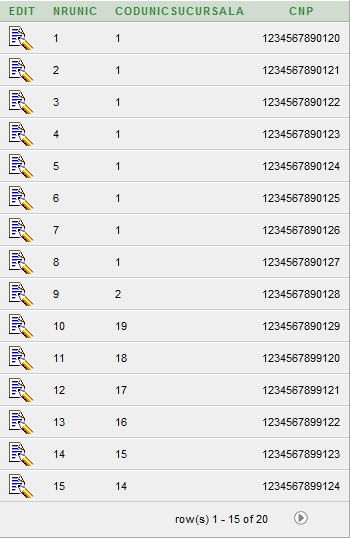 EDIT NRUNIC CODUNICSUCURSALA CNP
1 1 1234567890120
2 1 1234567890121
3 1 1234567890122
4 1 1234567890123
5 1 1234567890124
6 1 1234567890125
7 1 1234567890126
8 1 1234567890127
9 2 1234567890128
10 19 1234567890129
11 18 1234567899120
12 17 1234567899121
13 16 1234567899122
14 15 1234567899123
15 14 1234567899124
row(s) 1 - 15 of 20